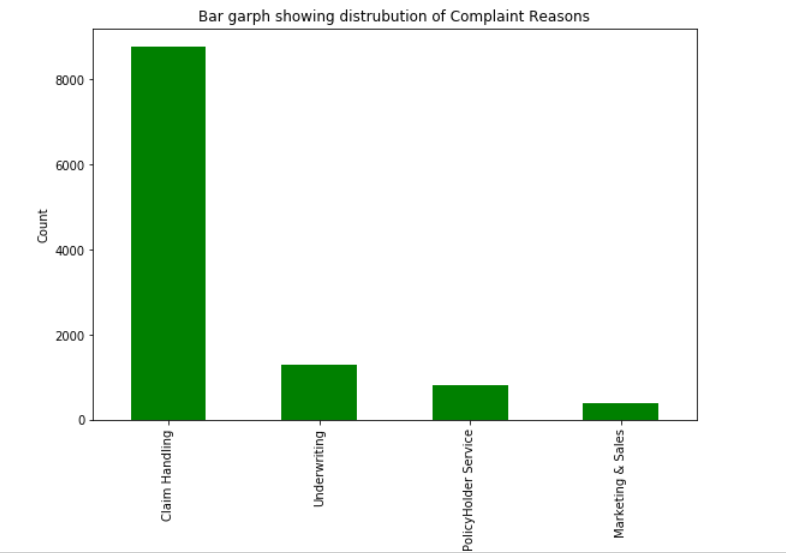 Bar garph showing distrubution of Complaint Reasons
8000
6000
4000
2000
0
Count
Claim Handling
Underwriting
PolicyHolder Service
Marketing & Sales